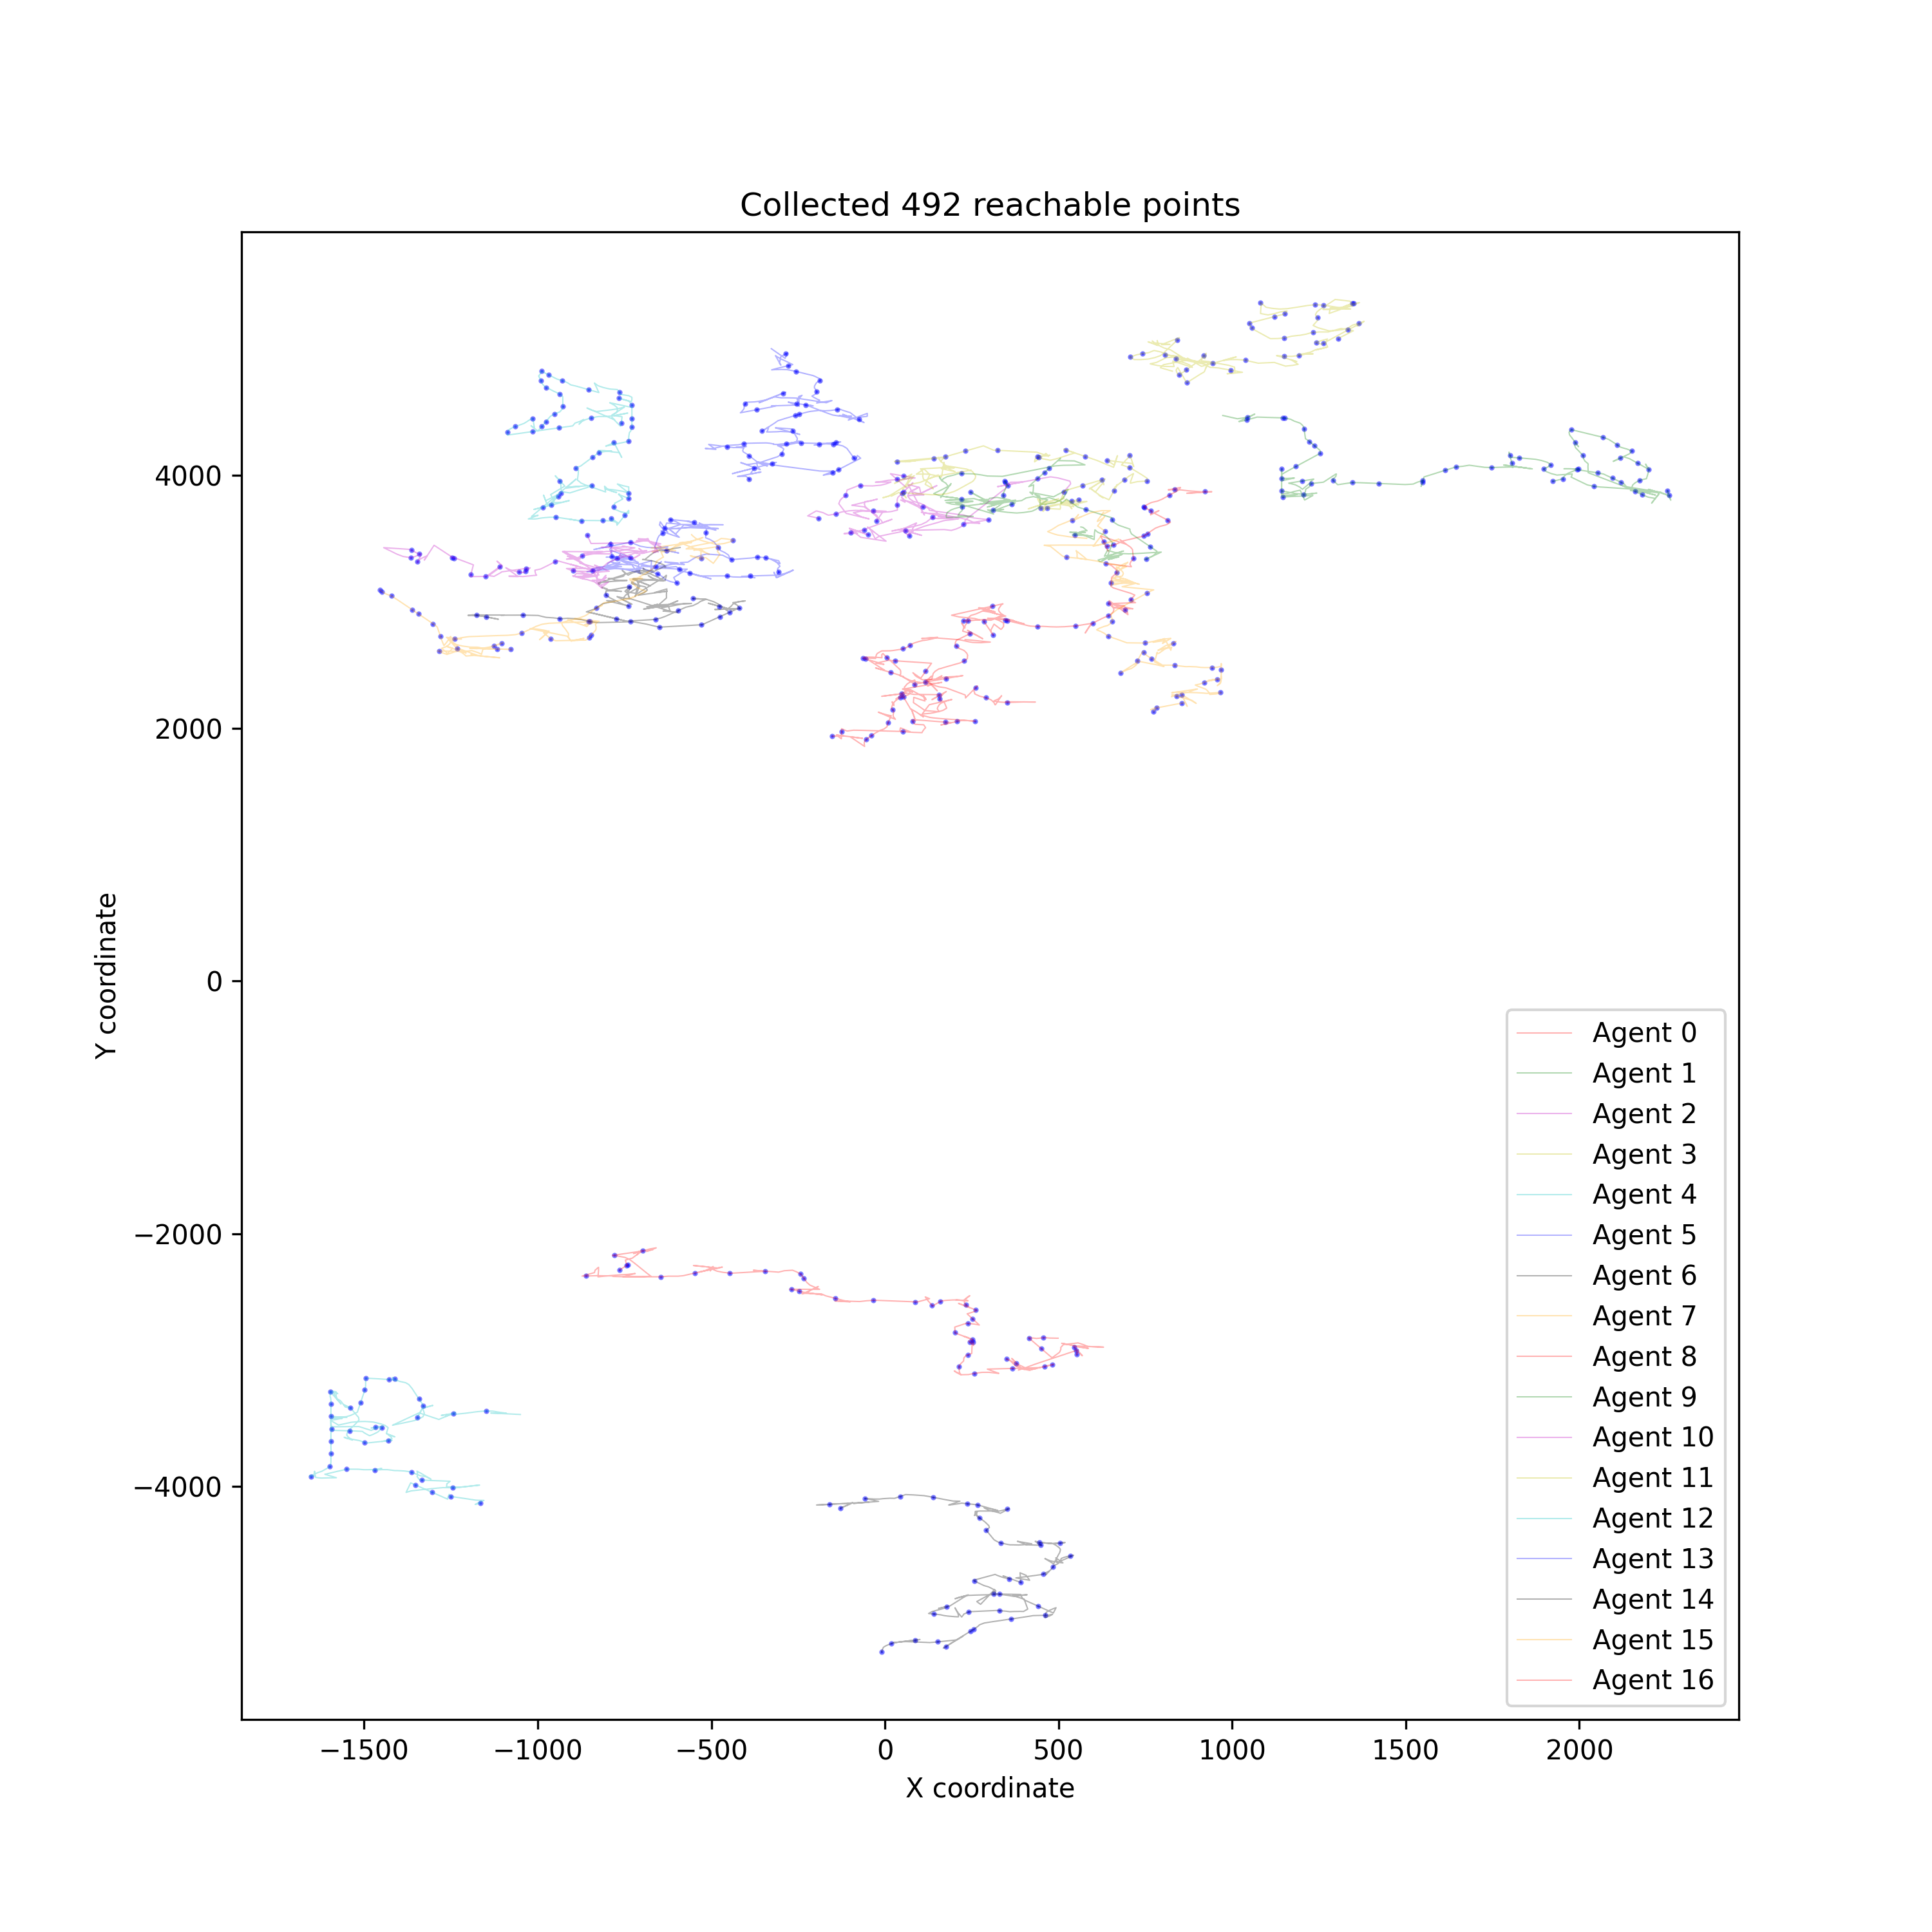 Collected 492 reachable points
Y coordinate
4000
2000
0
−2000
−4000
−1500
−1000
−500
0
500
1000
1500
2000
X coordinate
Agent 0
Agent 1
Agent 2
Agent 3
Agent 4
Agent 5
Agent 6
Agent 7
Agent 8
Agent 9
Agent 10
Agent 11
Agent 12
Agent 13
Agent 14
Agent 15
Agent 16